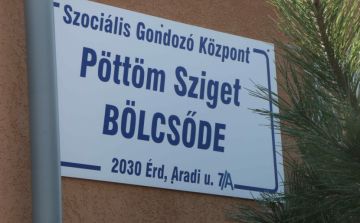 Szociális Gondozó Központ
Pöttöm Sziget
BÖLCSŐDE
2030 Érd, Aradi u. 7/A